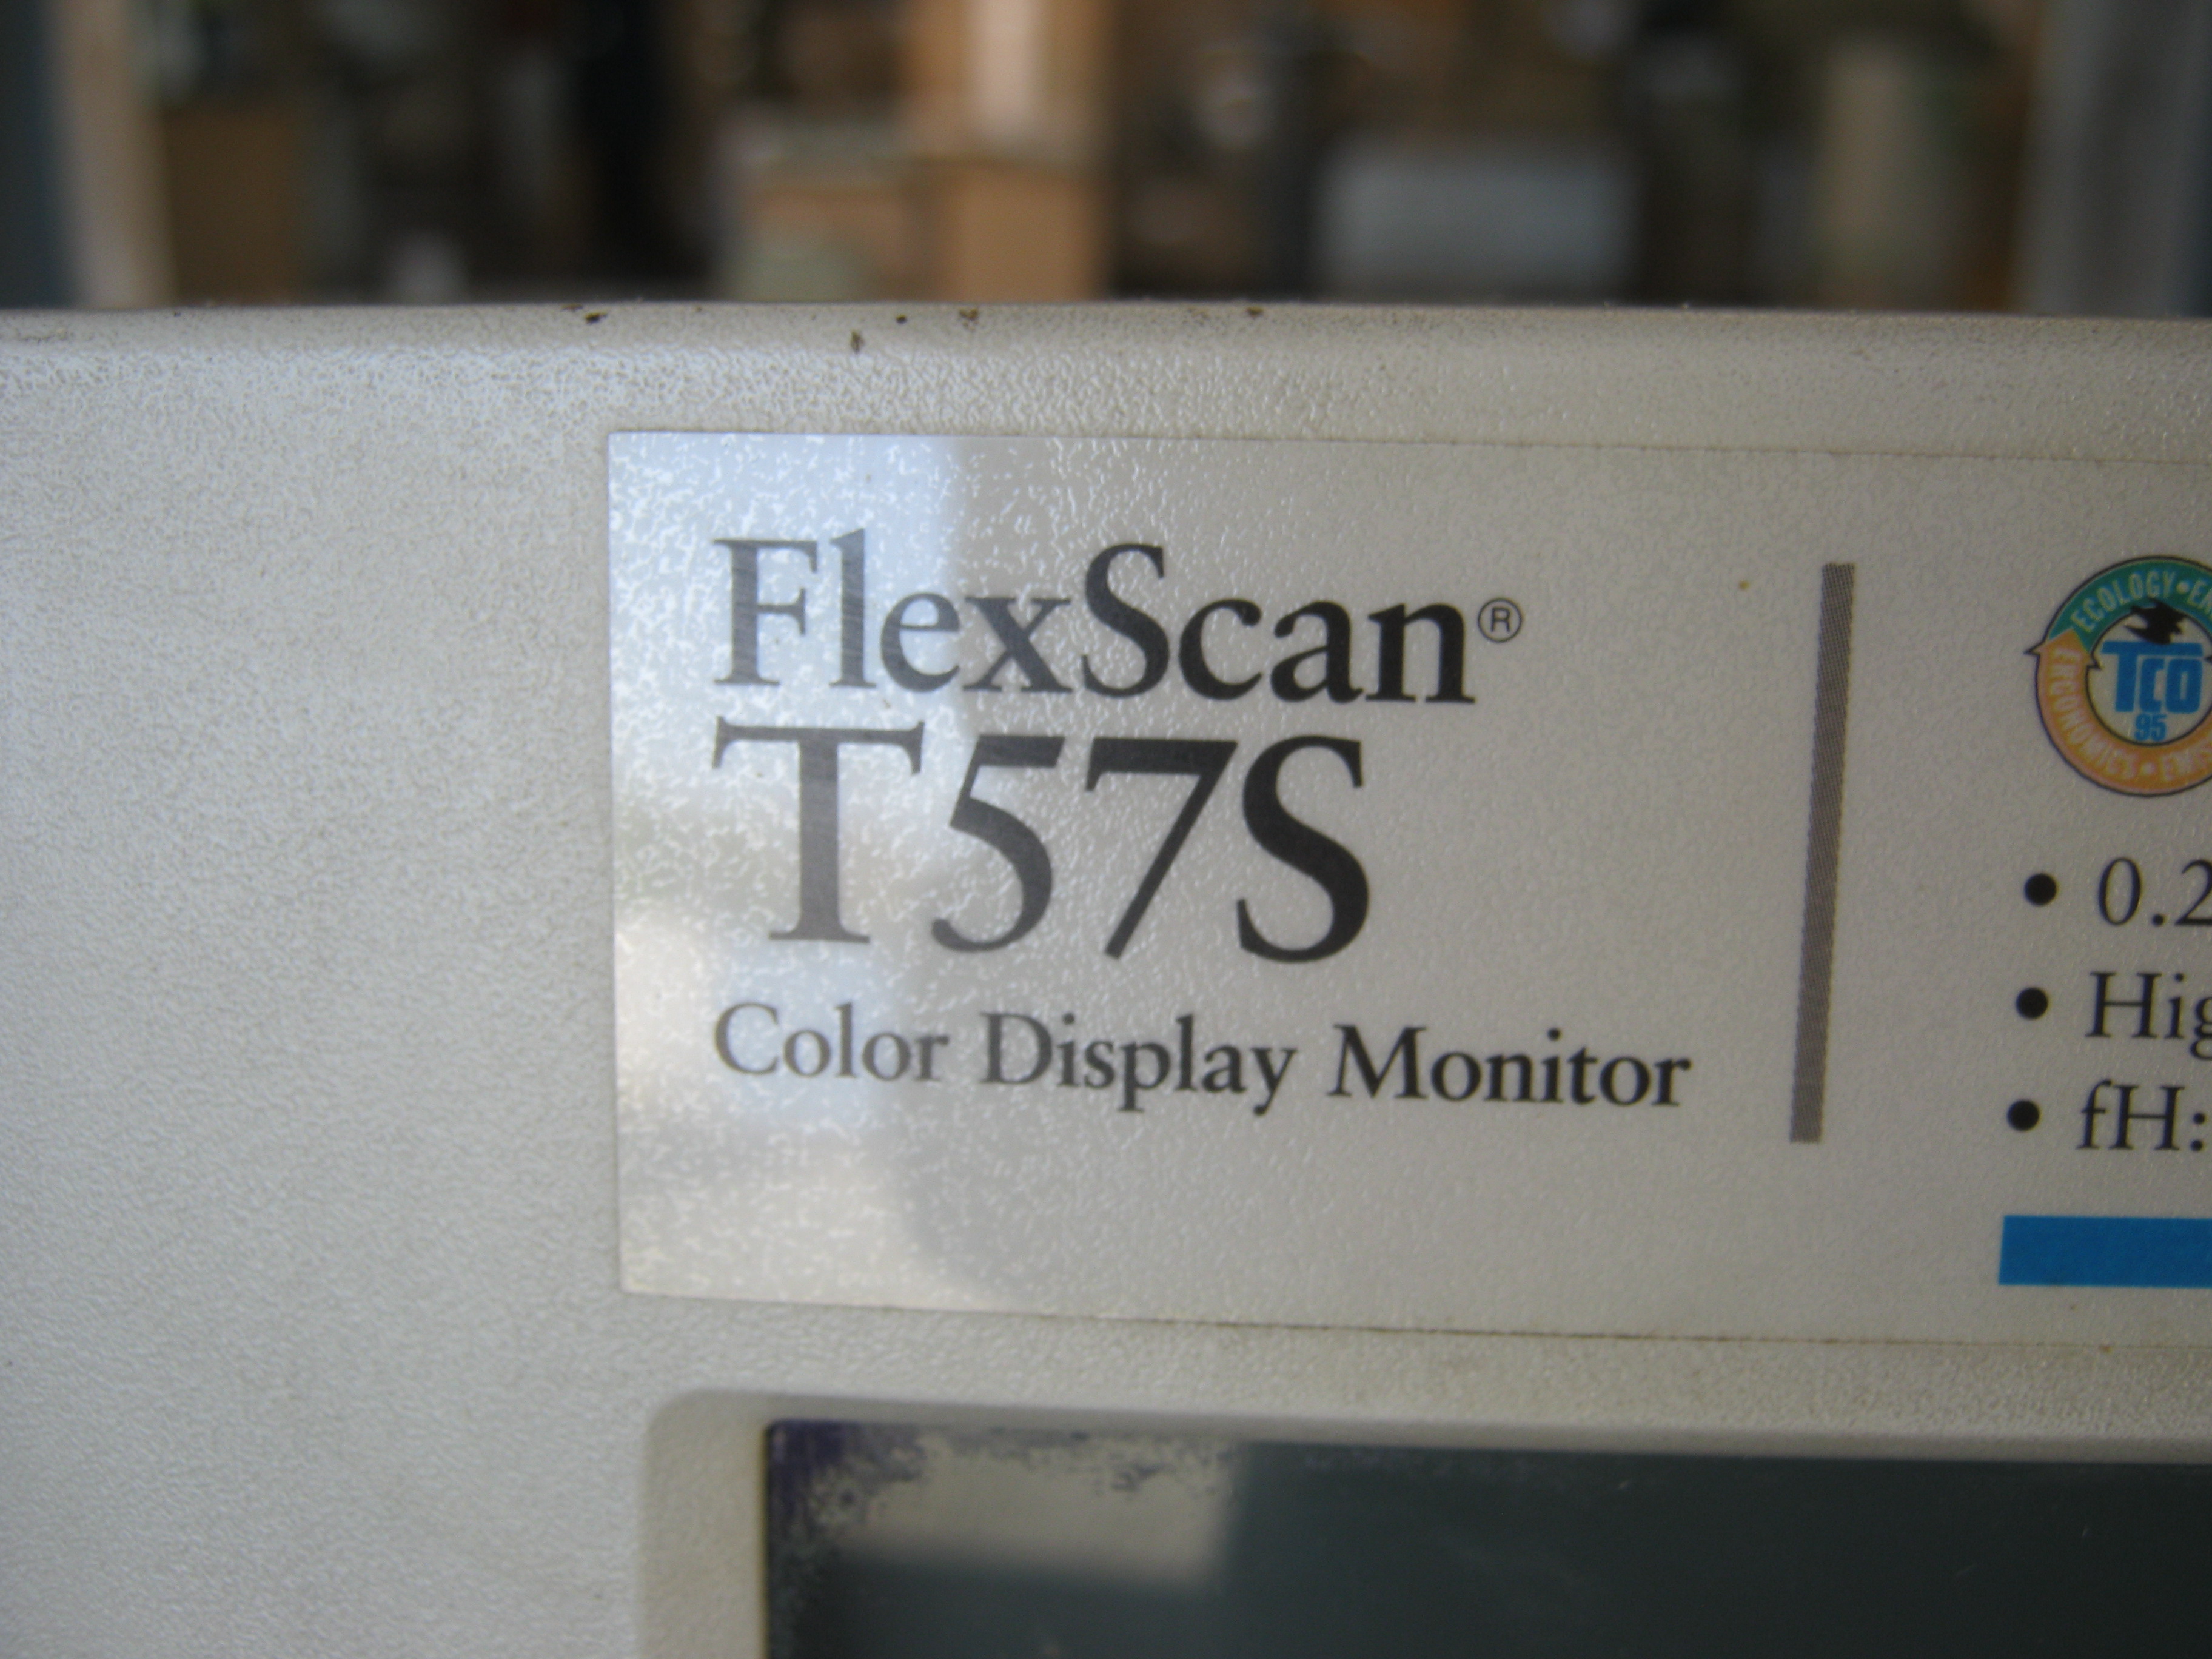 FlexScan®
T57S
Color Display Monitor
ECOLOGY
TCO
95
ECONOMICS
• 0.2
• Hig
• fH: